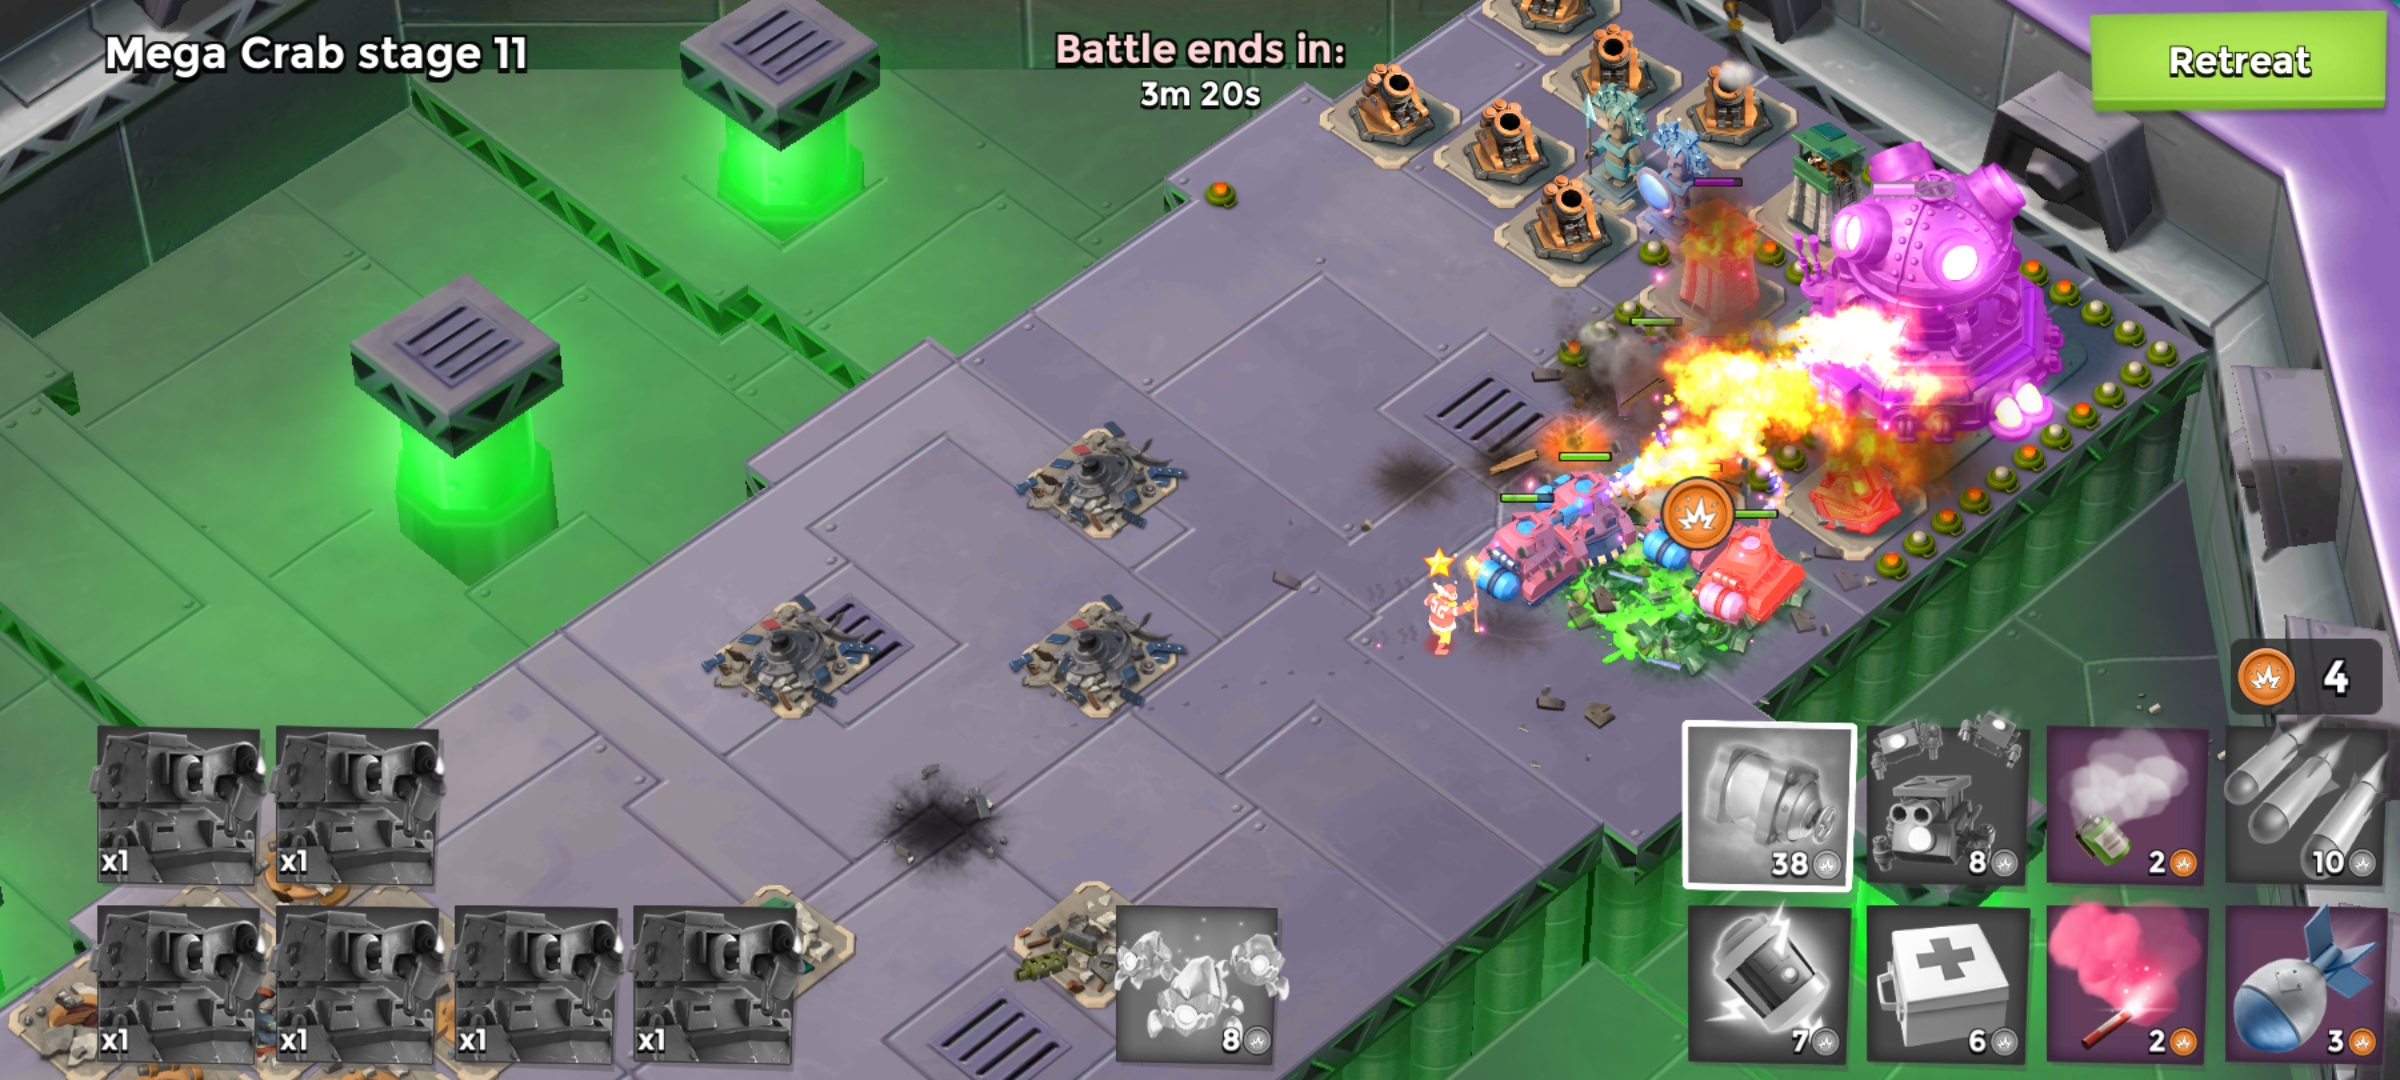 Mega Crab stage 11
Battle ends in:
3m 20s
Retreat
4
x1
x1
38
8
2
10
x1
x1
x1
x1
8
7
6
2
3